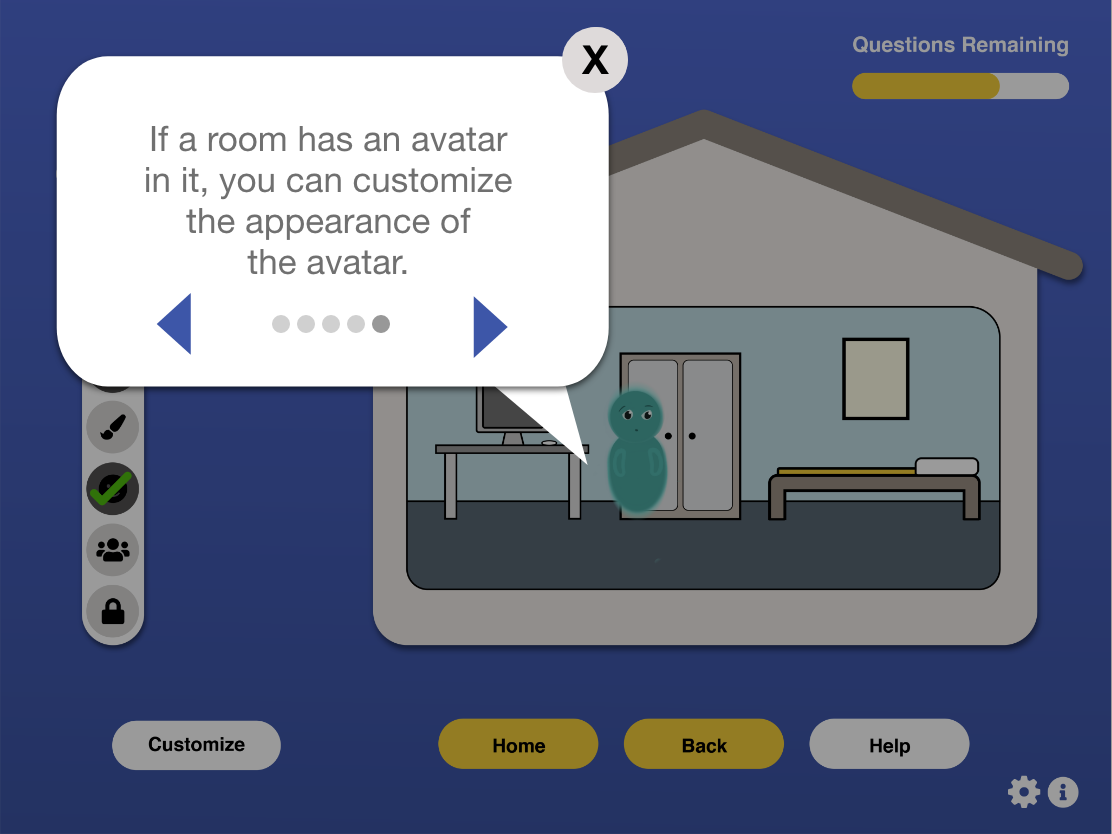 X
Questions Remaining
If a room has an avatar
in it, you can customize
the appearance of
the avatar.
Customize
Home
Back
Help